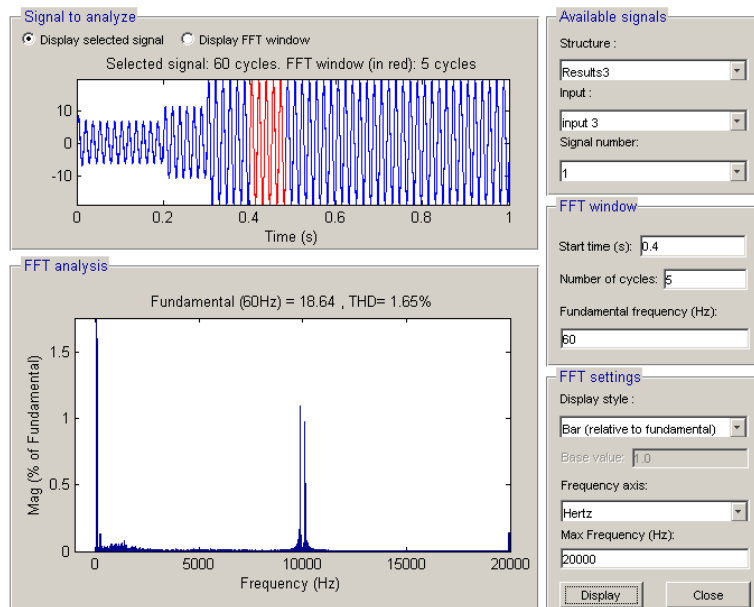 Signal to analyze
Display selected signal
Display FFT window
Selected signal: 60 cycles. FFT window (in red): 5 cycles
10
0
-10
0
0.2
0.4
0.6
0.8
1
Time (s)
FFT analysis
Fundamental (60Hz) = 18.64 , THD= 1.65%
Mag (% of Fundamental)
1.5
1
0.5
0
0
5000
10000
15000
20000
Frequency (Hz)
Available signals
Structure :
Results3
Input :
input 3
Signal number:
1
FFT window
Start time (s): 0.4
Number of cycles: 5
Fundamental frequency (Hz):
60
FFT settings
Display style :
Bar (relative to fundamental)
Base value: 1.0
Frequency axis:
Hertz
Max Frequency (Hz):
20000
Display
Close